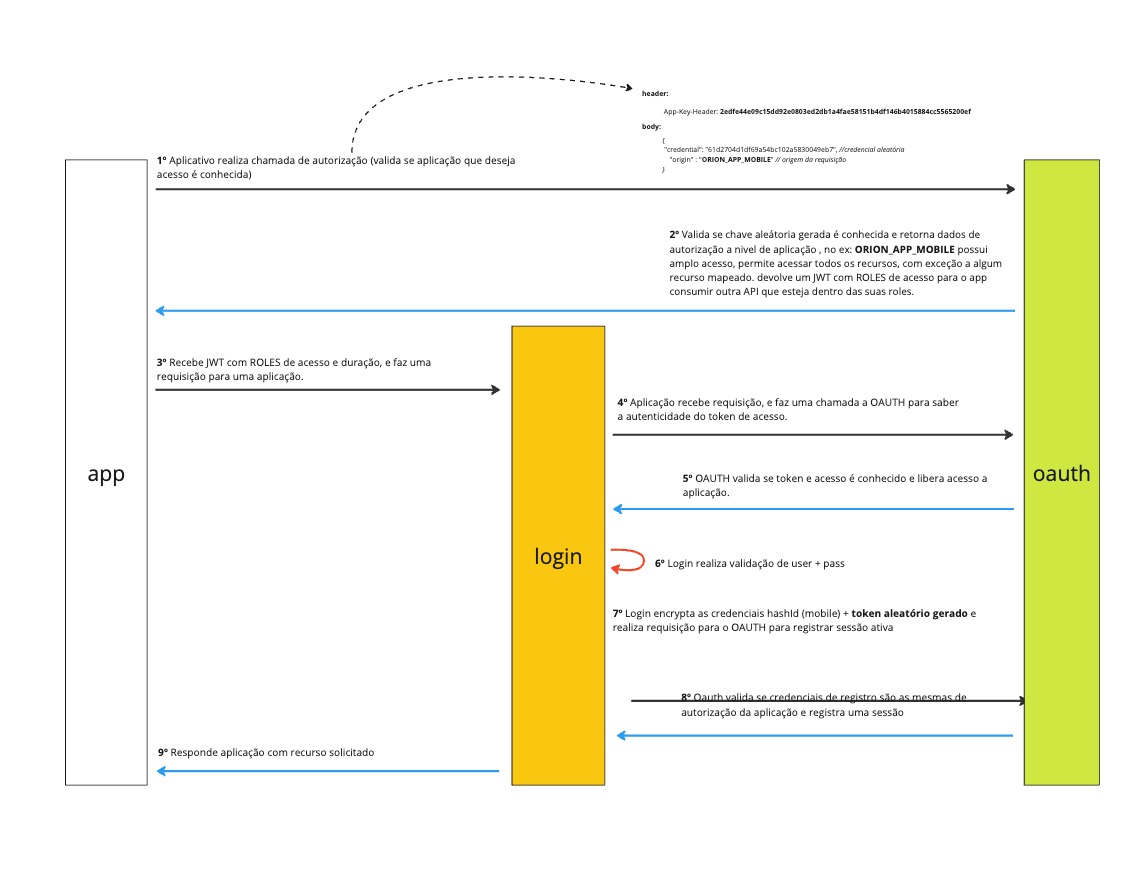 header:
App-Key-Header: 2edfe44e09c15dd92e0803ed2db1a4fae58151b4df146b4015884cc5565200ef
body:
{
"credential": "61d2704d1df69a54bc102a5830049eb7", //credencial aleatória
"origin" : "ORION_APP_MOBILE" // origem da requisição
}
1º Aplicativo realiza chamada de autorização (valida se aplicação que deseja
acesso é conhecida)
2º Valida se chave aleátoria gerada é conhecida e retorna dados de
autorização a nivel de aplicação , no ex: ORION_APP_MOBILE possui
amplo acesso, permite acessar todos os recursos, com exceção a algum
recurso mapeado. devolve um JWT com ROLES de acesso para o app
consumir outra API que esteja dentro das suas roles.
3º Recebe JWT com ROLES de acesso e duração, e faz uma
requisição para uma aplicação.
4º Aplicação recebe requisição, e faz uma chamada a OAUTH para saber
a autenticidade do token de acesso.
app
oauth
5º OAUTH valida se token e acesso é conhecido e libera acesso a
aplicação.
login
6º Login realiza validação de user + pass
7º Login encrypta as credenciais hashId (mobile) + token aleatório gerado e
realiza requisição para o OAUTH para registrar sessão ativa
8º Oauth valida se credenciais de registro são as mesmas de
autorização da aplicação e registra uma sessão
9º Responde aplicação com recurso solicitado